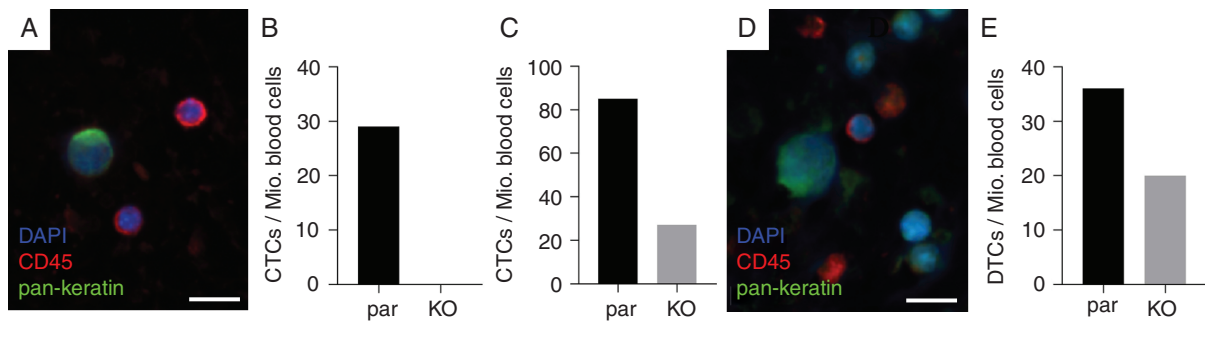 A
DAPI
CD45
pan-keratin
B
CTCs / Mio. blood cells
40
30
20
10
0
par KO
C
CTCs / Mio. blood cells
100
80
60
40
20
0
par KO
D
D
DAPI
CD45
pan-keratin
E
DTCs / Mio. blood cells
40
30
20
10
0
par KO